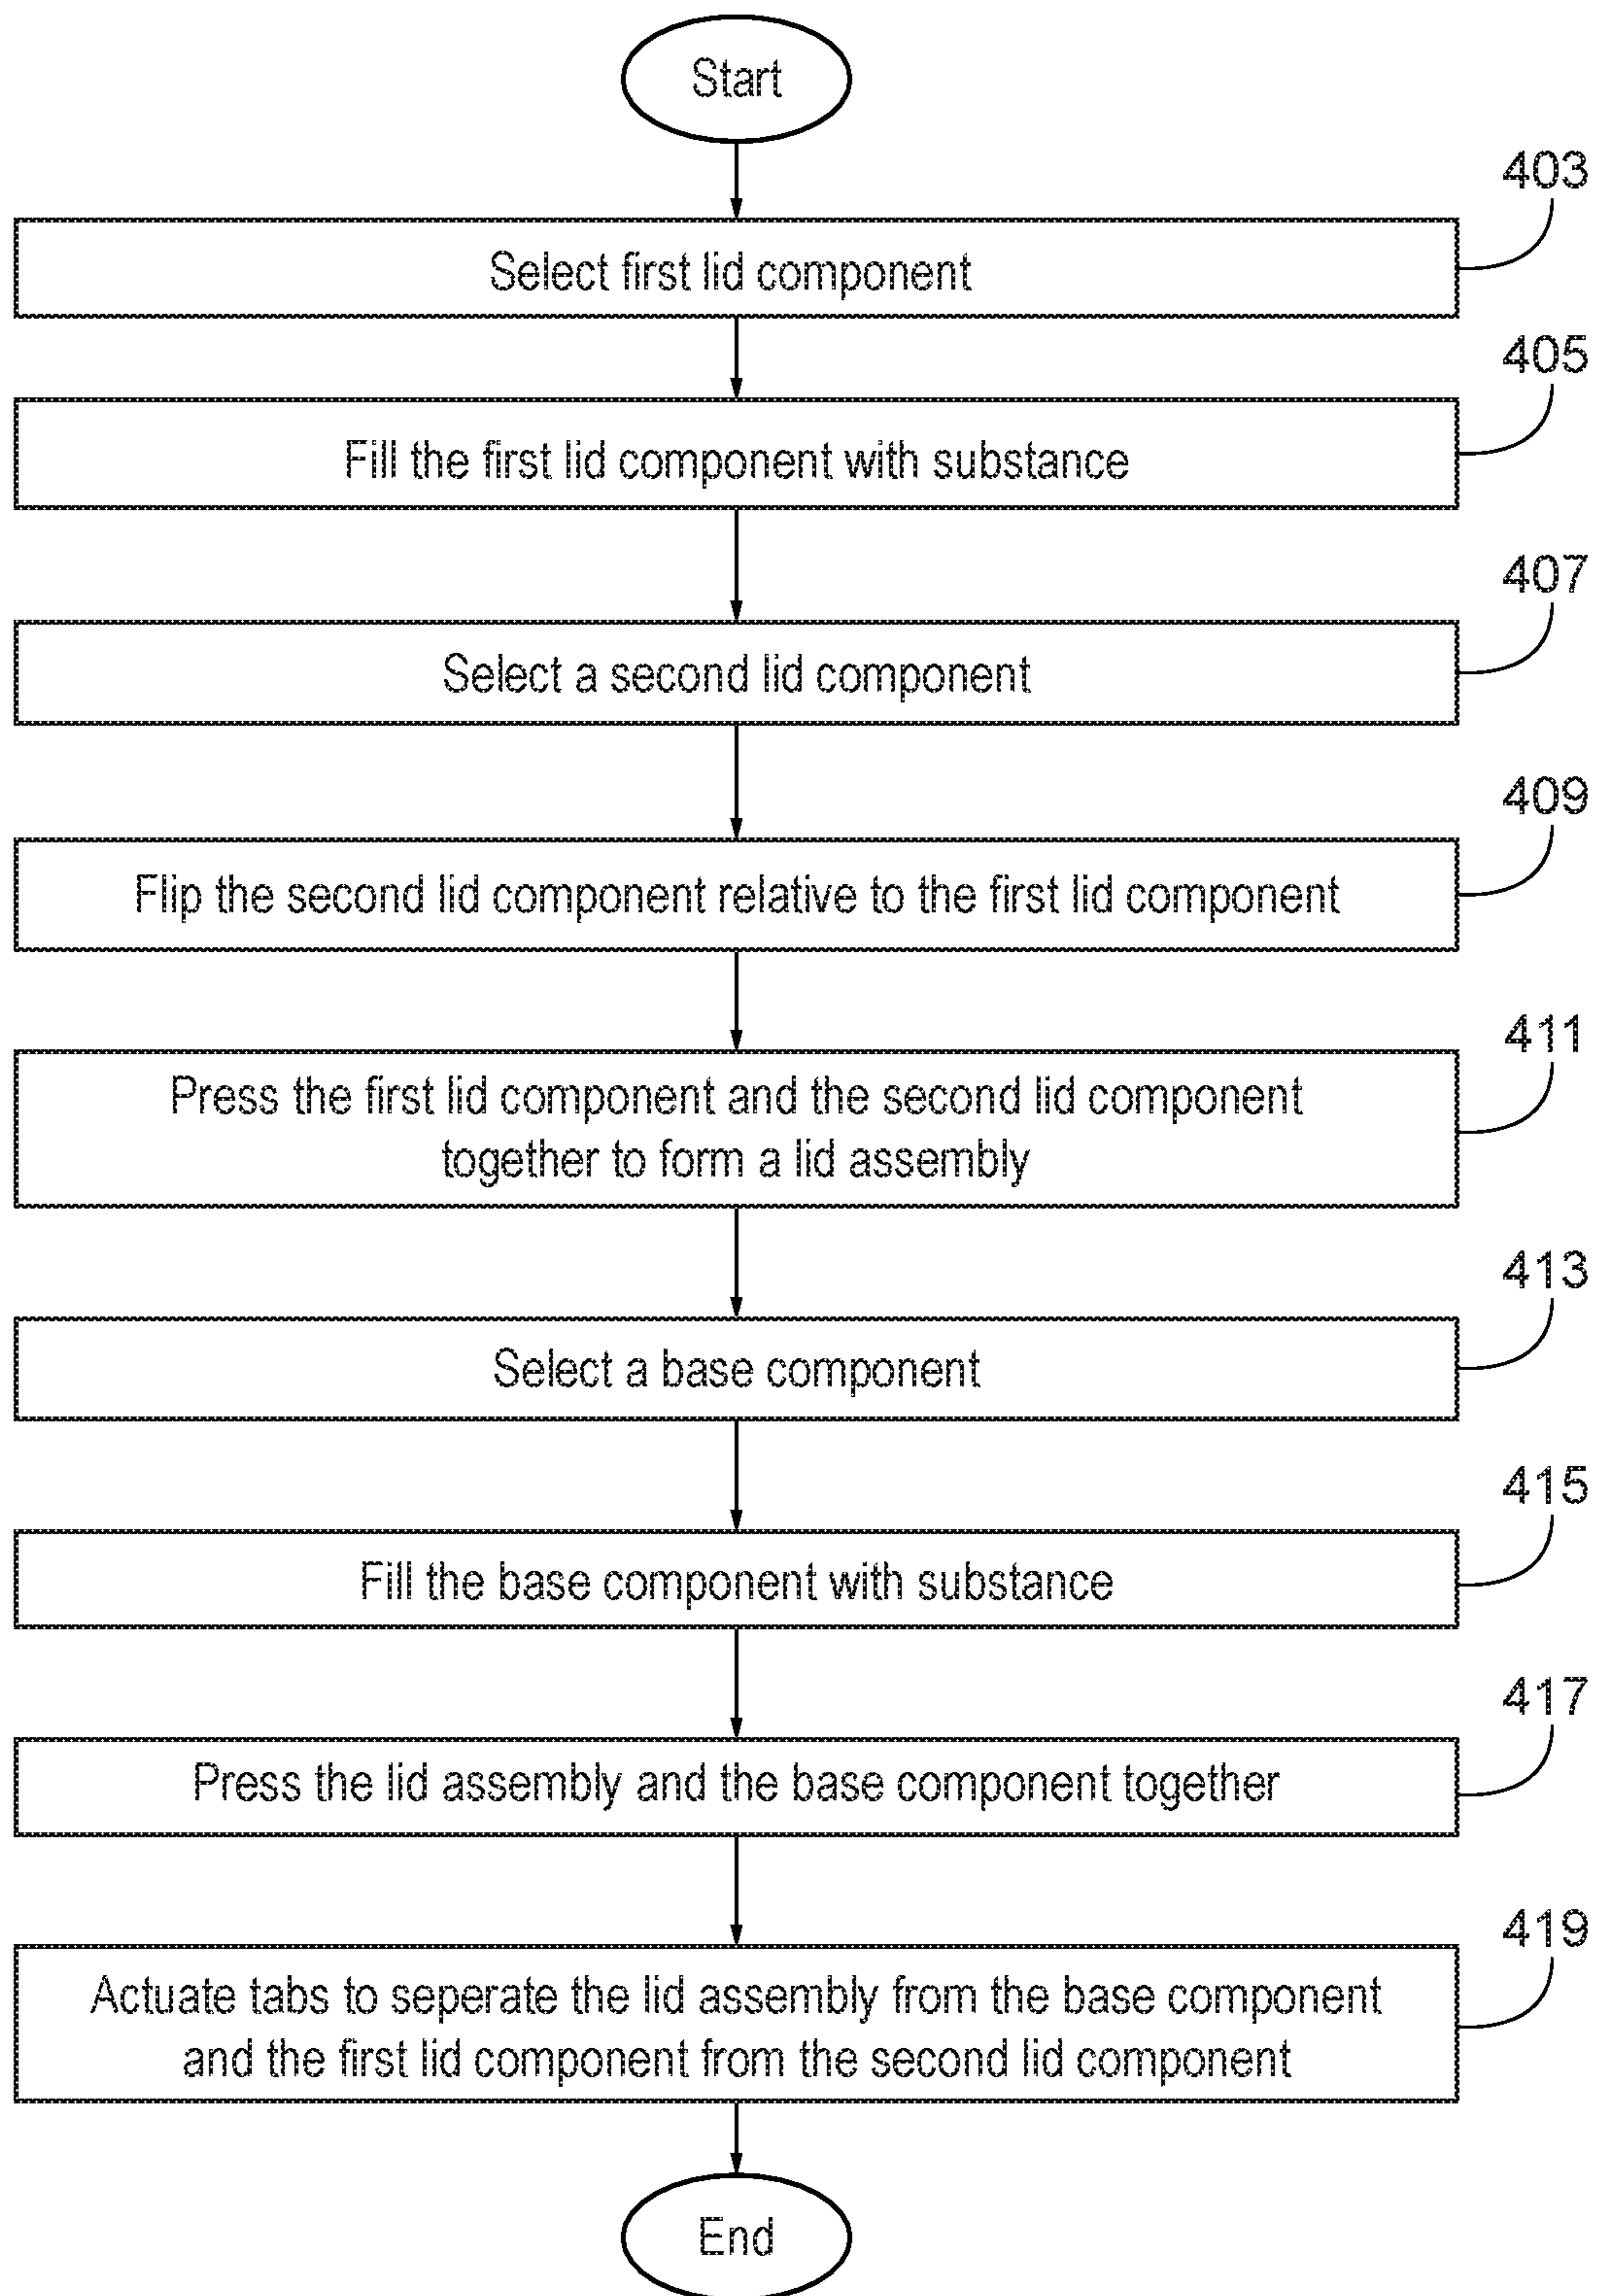 Start
403
Select first lid component
405
Fill the first lid component with substance
407
Select a second lid component
409
Flip the second lid component relative to the first lid component
411
Press the first lid component and the second lid component
together to form a lid assembly
413
Select a base component
415
Fill the base component with substance
417
Press the lid assembly and the base component together
419
Actuate tabs to seperate the lid assembly from the base component
and the first lid component from the second lid component
End